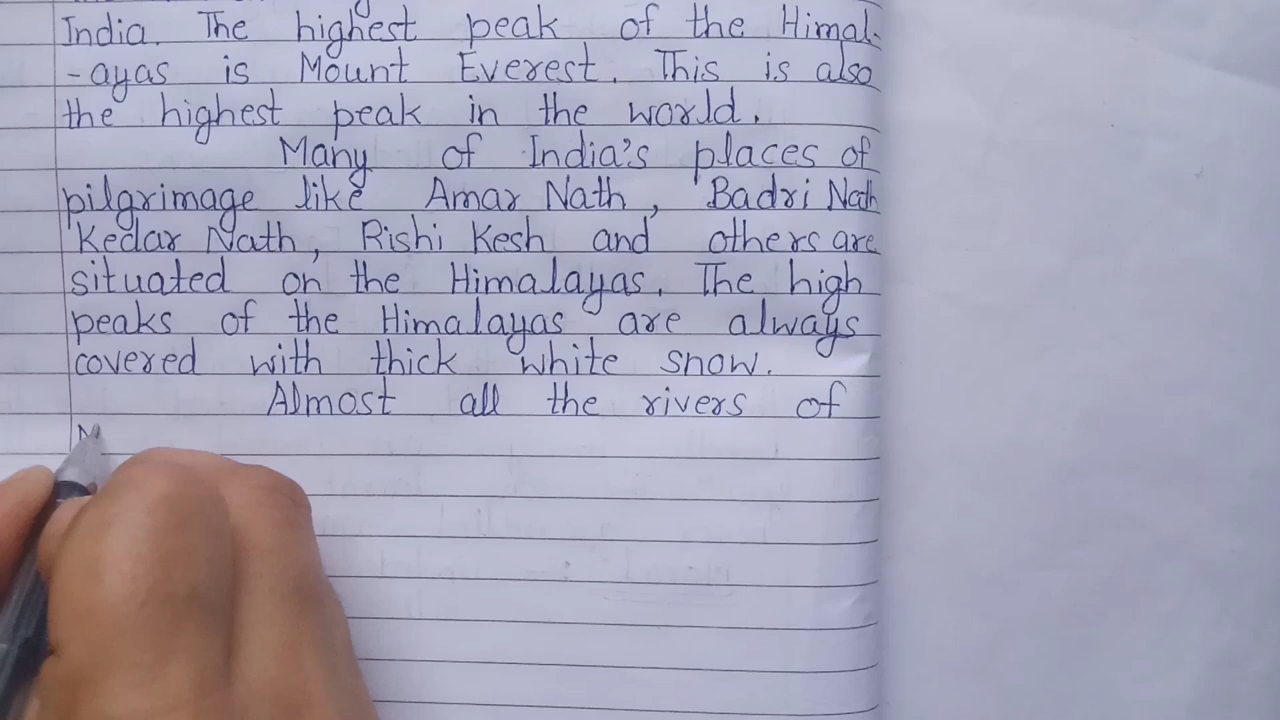 India. The highest peak of the Himal-
-ayas is Mount Everest. This is also
the highest peak in the world.
Many of India's places of
pilgrimage like Amar Nath, Badri Nath
Kedar Nath, Rishi Kesh and others are
situated on the Himalayas. The high
peaks of the Himalayas are always
covered with thick white snow.
Almost all the rivers of